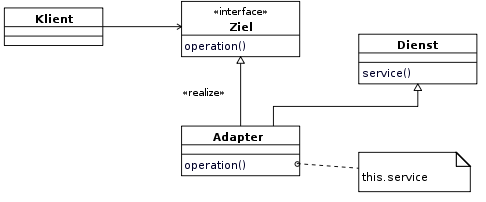 Klient
«interface»
Ziel
operation()
Dienst
service()
«realize»
Adapter
operation()
this.service